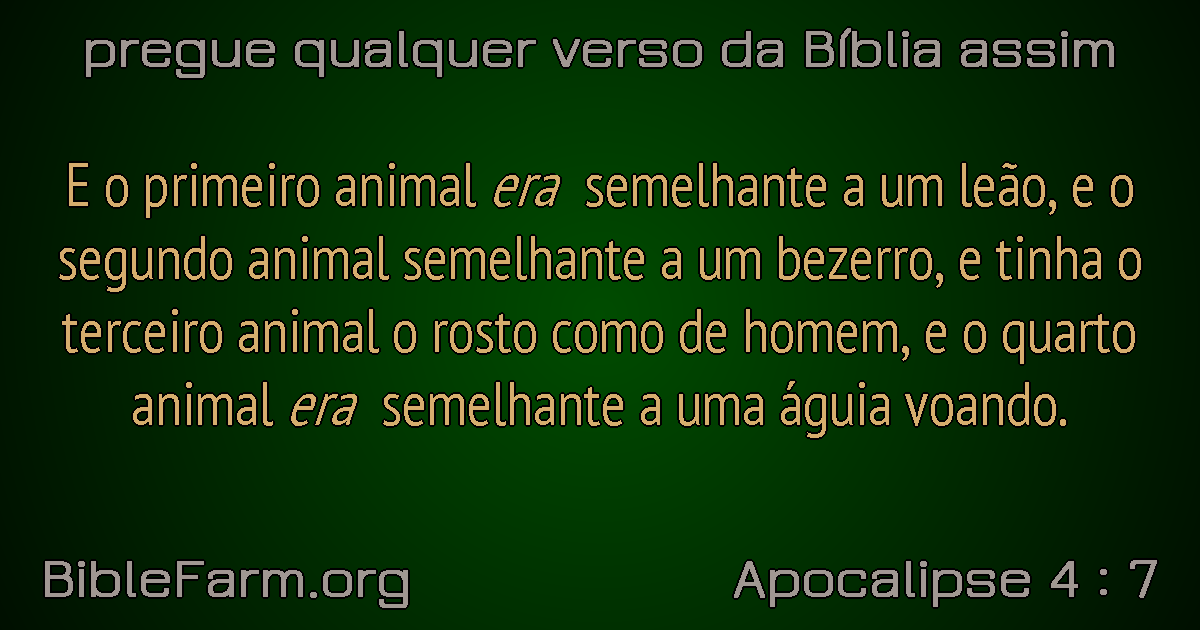 pregue qualquer verso da Bíblia assim
E o primeiro animal era semelhante a um leão, e o
segundo animal semelhante a um bezerro, e tinha o
terceiro animal o rosto como de homem, e o quarto
animal era semelhante a uma águia voando.
BibleFarm.org
Apocalipse 4 : 7